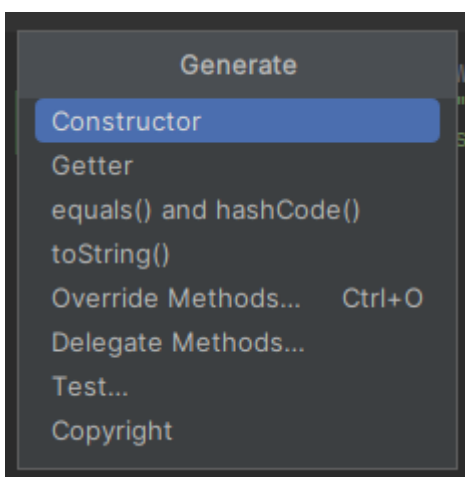 Generate
Constructor
Getter
equals() and hashCode()
toString()
Override Methods... Ctrl+O
Delegate Methods...
Test...
Copyright